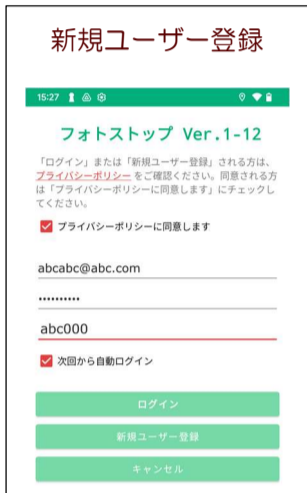 新規ユーザー登録
15:27
フォトストップ Ver.1-12
「ログイン」または「新規ユーザー登録」される方は、
プライバシーポリシー をご確認ください。同意される方
は「プライバシーポリシーに同意します」にチェックし
てください。
プライバシーポリシーに同意します
abcabc@abc.com
••••••••••
abc000
次回から自動ログイン
ログイン
新規ユーザー登録
キャンセル